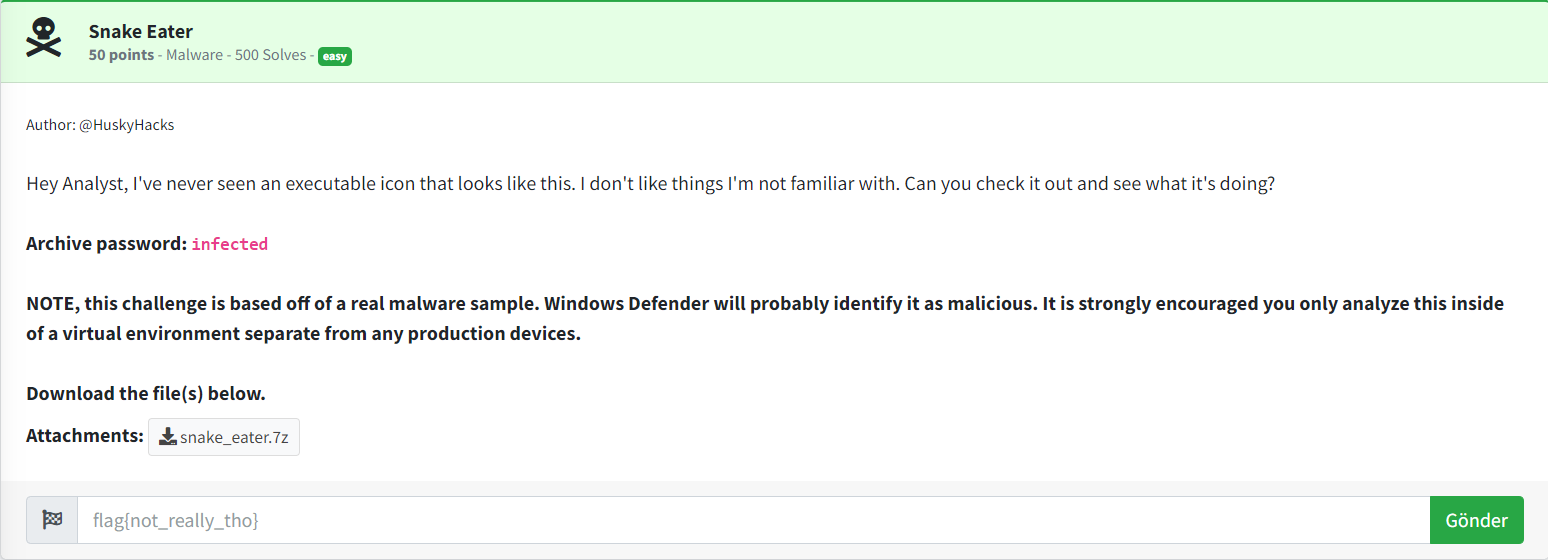 Snake Eater
50 points - Malware - 500 Solves - easy
Author: @HuskyHacks
Hey Analyst, I've never seen an executable icon that looks like this. I don't like things I'm not familiar with. Can you check it out and see what it's doing?
Archive password: infected
NOTE, this challenge is based off of a real malware sample. Windows Defender will probably identify it as malicious. It is strongly encouraged you only analyze this inside
of a virtual environment separate from any production devices.
Download the file(s) below.
Attachments: snake_eater.7z
flag{not_really_tho} Gönder